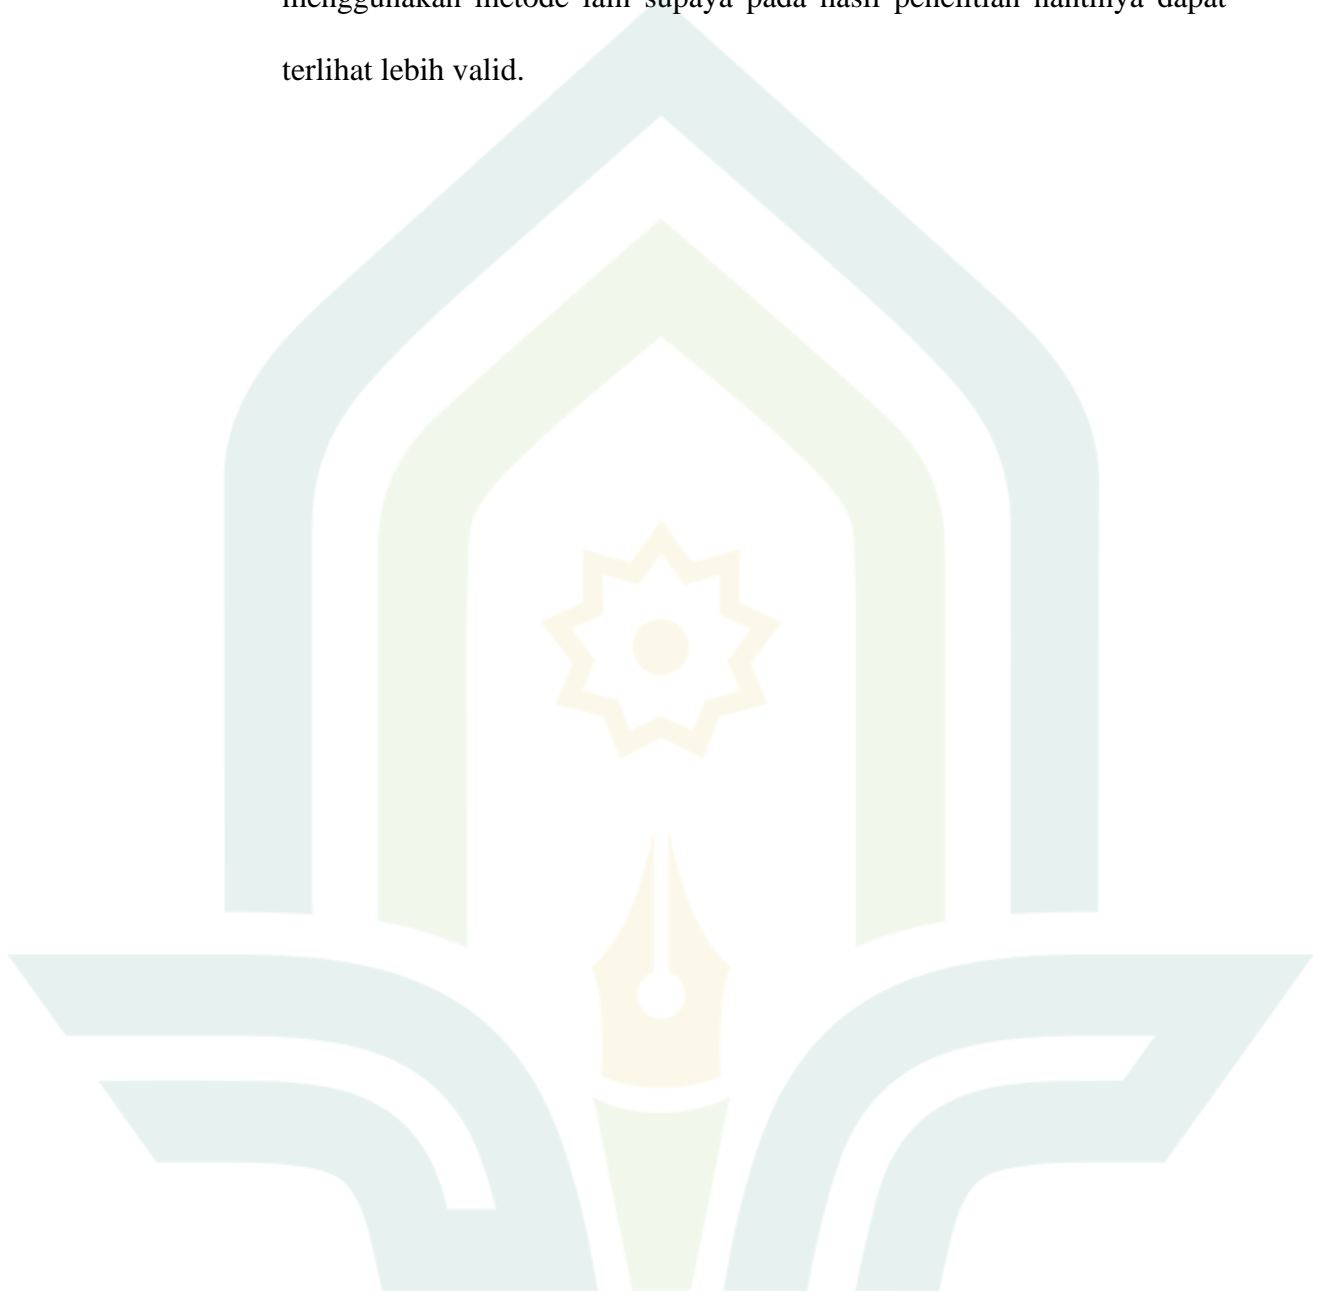 menggunakan metode lain supaya pada hasil penelitian nantinya dapat
terlihat lebih valid.